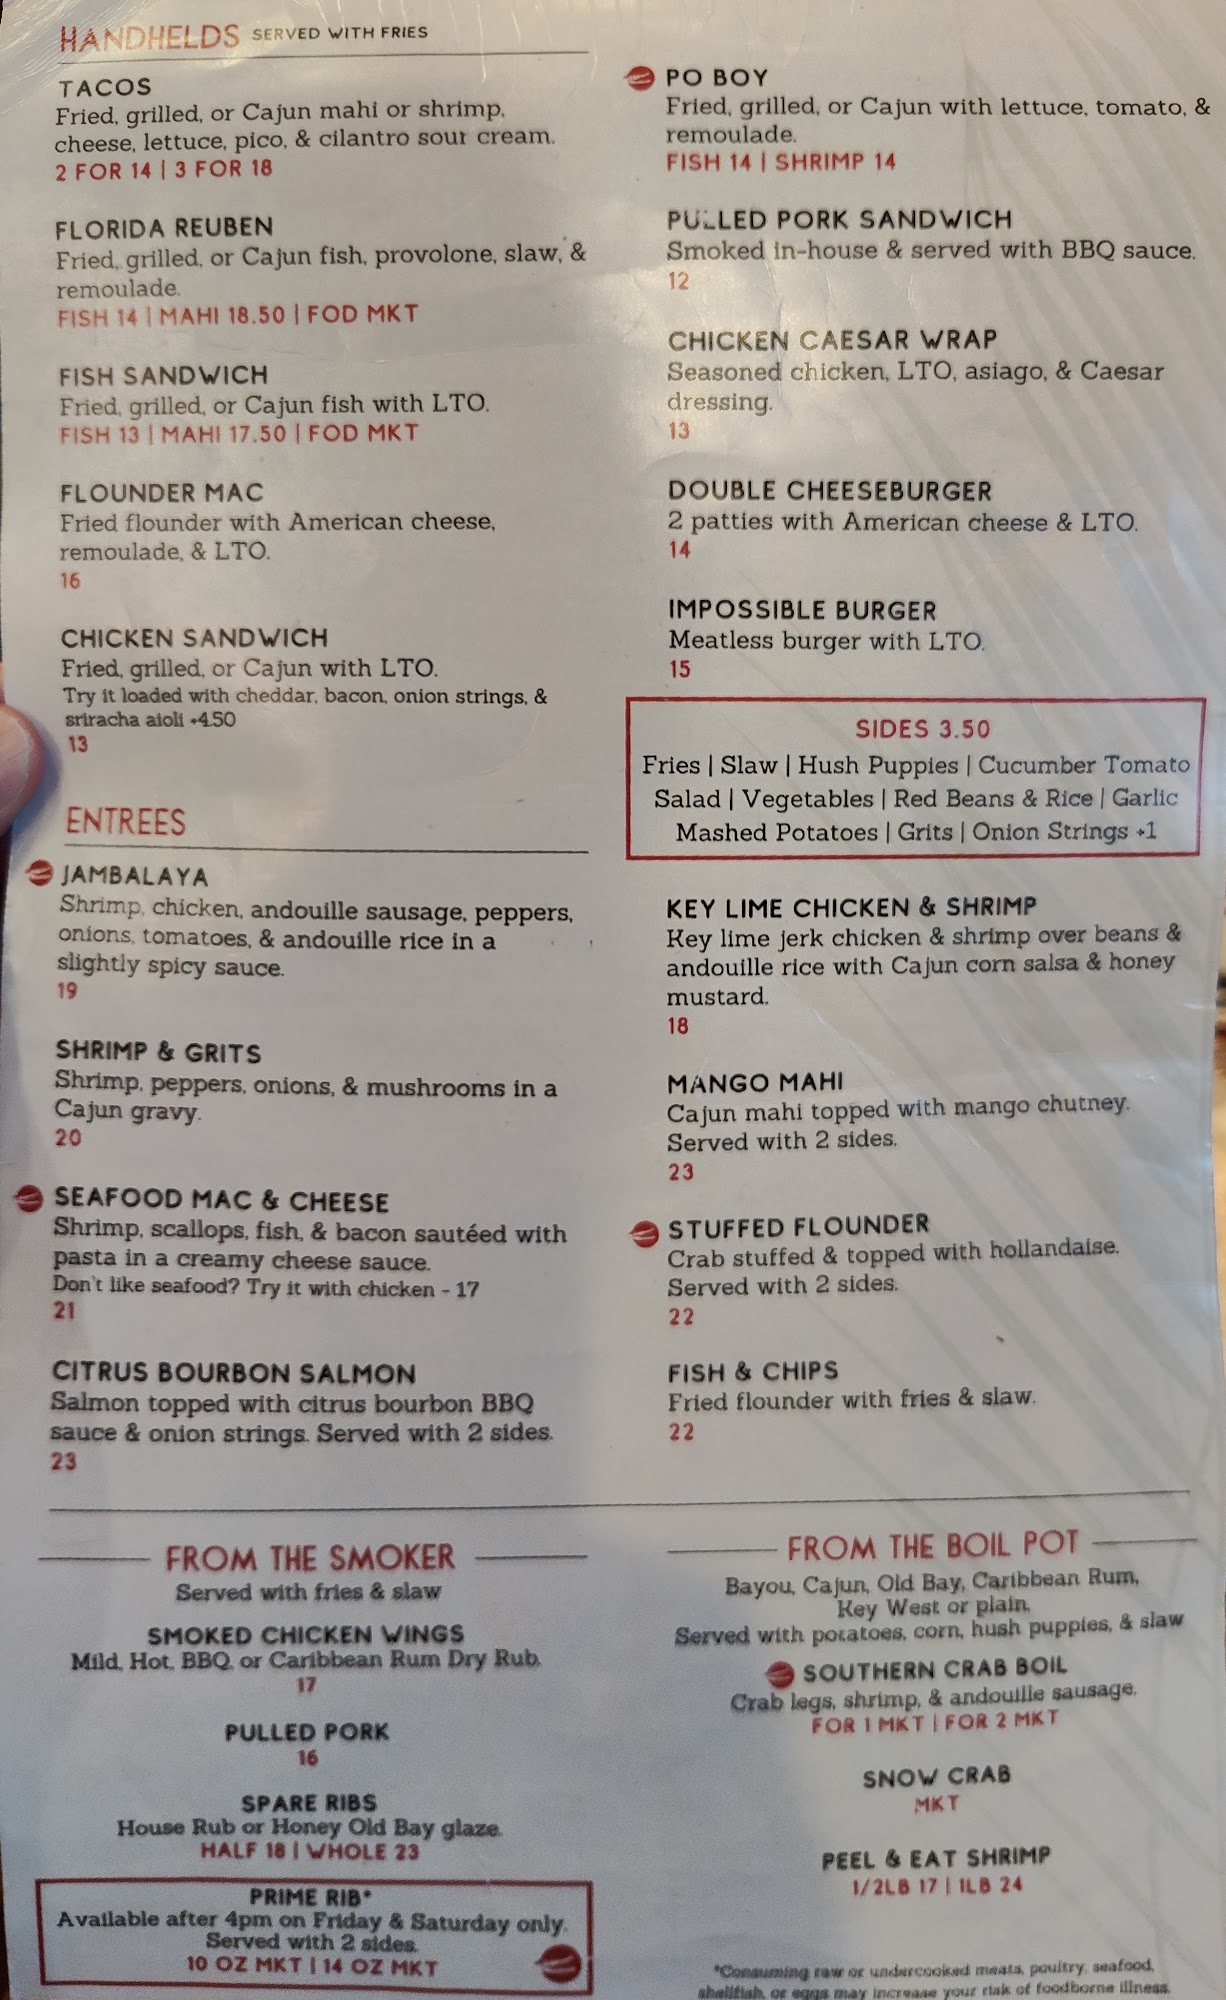 HANDHELDS SERVED WITH FRIES
TACOS
Fried, grilled, or Cajun mahi or shrimp,
cheese, lettuce, pico, & cilantro sour cream.
2 FOR 14 | 3 FOR 18
FLORIDA REUBEN
Fried, grilled, or Cajun fish, provolone, slaw, &
remoulade.
FISH 14 | MAHI 18.50 | FOD MKT
FISH SANDWICH
Fried, grilled, or Cajun fish with LTO.
FISH 13 | MAHI 17.50 | FOD MKT
FLOUNDER MAC
Fried flounder with American cheese,
remoulade, & LTO.
16
CHICKEN SANDWICH
Fried, grilled, or Cajun with LTO.
Try it loaded with cheddar, bacon, onion strings, &
sriracha aioli +4.50
13
PO BOY
Fried, grilled, or Cajun with lettuce, tomato, &
remoulade.
FISH 14 | SHRIMP 14
PULLED PORK SANDWICH
Smoked in-house & served with BBQ sauce.
12
CHICKEN CAESAR WRAP
Seasoned chicken, LTO, asiago, & Caesar
dressing.
13
DOUBLE CHEESEBURGER
2 patties with American cheese & LTO.
14
IMPOSSIBLE BURGER
Meatless burger with LTO.
15
SIDES 3.50
Fries | Slaw | Hush Puppies | Cucumber Tomato
Salad | Vegetables | Red Beans & Rice | Garlic
Mashed Potatoes | Grits | Onion Strings +1
ENTREES
JAMBALAYA
Shrimp, chicken, andouille sausage, peppers,
onions, tomatoes, & andouille rice in a
slightly spicy sauce.
19
SHRIMP & GRITS
Shrimp, peppers, onions, & mushrooms in a
Cajun gravy.
20
SEAFOOD MAC & CHEESE
Shrimp, scallops, fish, & bacon sautéed with
pasta in a creamy cheese sauce.
Don't like seafood? Try it with chicken - 17
21
CITRUS BOURBON SALMON
Salmon topped with citrus bourbon BBQ
sauce & onion strings. Served with 2 sides.
23
KEY LIME CHICKEN & SHRIMP
Key lime jerk chicken & shrimp over beans &
andouille rice with Cajun corn salsa & honey
mustard.
18
MANGO MAHI
Cajun mahi topped with mango chutney.
Served with 2 sides.
23
STUFFED FLOUNDER
Crab stuffed & topped with hollandaise.
Served with 2 sides.
22
FISH & CHIPS
Fried flounder with fries & slaw.
22
FROM THE SMOKER
Served with fries & slaw
SMOKED CHICKEN WINGS
Mild, Hot, BBQ, or Caribbean Rum Dry Rub.
17
PULLED PORK
16
SPARE RIBS
House Rub or Honey Old Bay glaze.
HALF 18 | WHOLE 23
PRIME RIB*
Available after 4pm on Friday & Saturday only.
Served with 2 sides.
10 OZ MKT | 14 OZ MKT
FROM THE BOIL POT
Bayou, Cajun, Old Bay, Caribbean Rum,
Key West or plain.
Served with potatoes, corn, hush puppies, & slaw
SOUTHERN CRAB BOIL
Crab legs, shrimp, & andouille sausage.
FOR 1 MKT | FOR 2 MKT
SNOW CRAB
MKT
PEEL & EAT SHRIMP
1/2LB 17 | 1LB 24
*Consuming raw or undercooked meats, poultry, seafood,
shellfish, or eggs may increase your risk of foodborne illness.